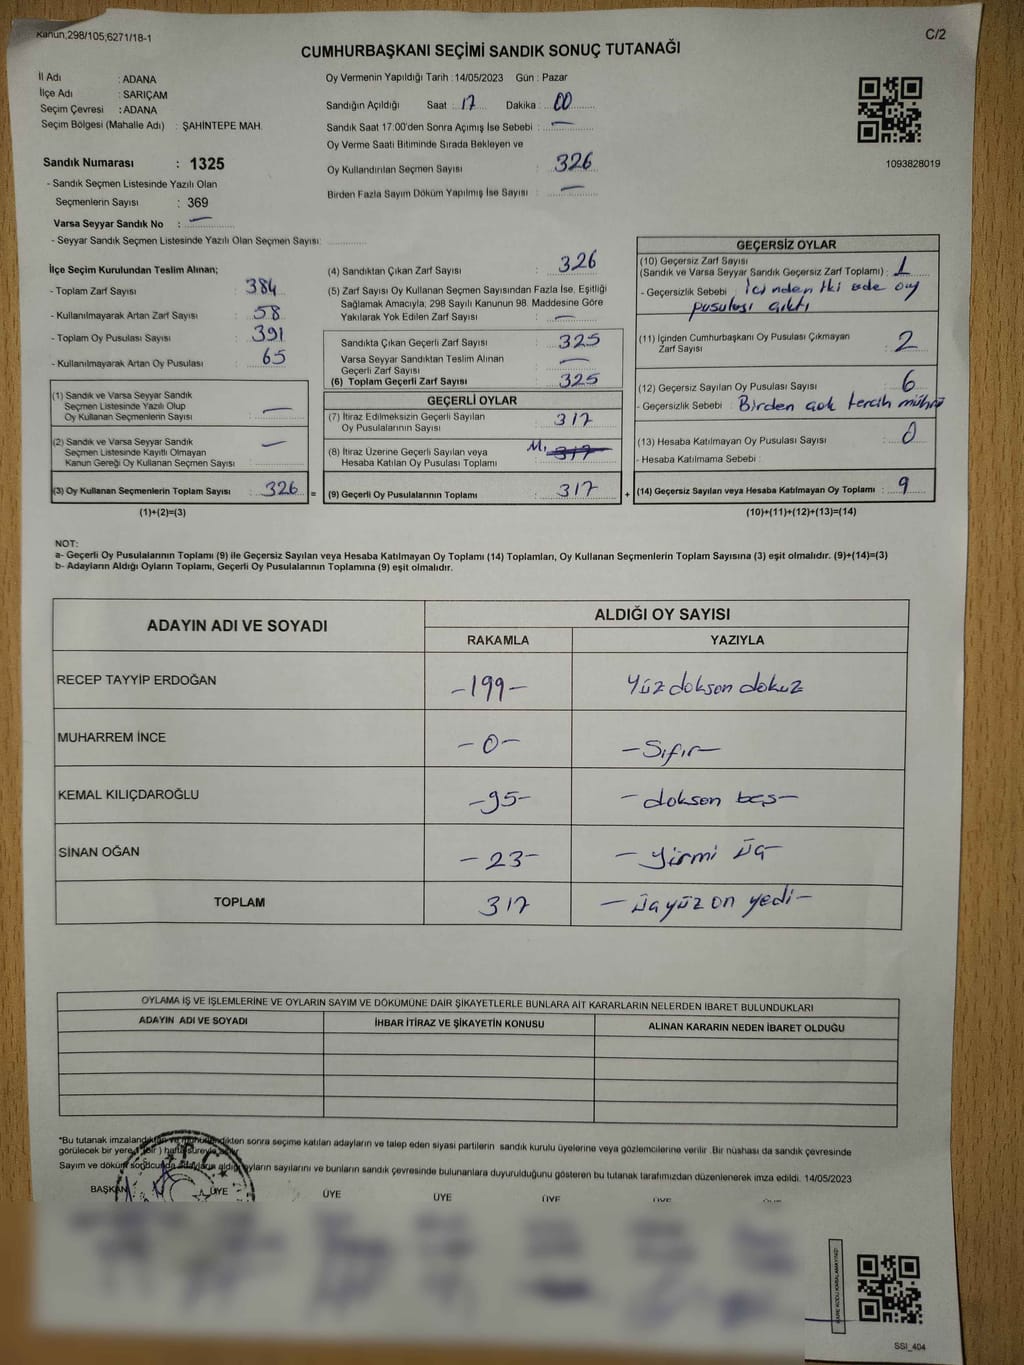 Kanun,298/105,6271/18-1
C/2
CUMHURBAŞKANI SEÇİMİ SANDIK SONUÇ TUTANAĞI
İl Adı : ADANA
İlçe Adı : SARIÇAM
Seçim Çevresi : ADANA
Seçim Bölgesi (Mahalle Adı) : ŞAHİNTEPE MAH.
Sandık Numarası : 1325
- Sandık Seçmen Listesinde Yazılı Olan
Seçmenlerin Sayısı : 369
Varsa Seyyar Sandık No : —
- Seyyar Sandık Seçmen Listesinde Yazılı Olan Seçmen Sayısı:
Oy Vermenin Yapıldığı Tarih : 14/05/2023 Gün : Pazar
Sandığın Açıldığı Saat : 17 Dakika : 00
Sandık Saat 17:00'den Sonra Açımış İse Sebebi : —
Oy Verme Saati Bitiminde Sırada Bekleyen ve
Oy Kullandırılan Seçmen Sayısı : 326
Birden Fazla Sayım Döküm Yapılmış İse Sayısı : —
1093828019
İlçe Seçim Kurulundan Teslim Alınan;
- Toplam Zarf Sayısı : 384
- Kullanılmayarak Artan Zarf Sayısı : 58
- Toplam Oy Pusulası Sayısı : 391
- Kullanılmayarak Artan Oy Pusulası : 65
(1) Sandık ve Varsa Seyyar Sandık
Seçmen Listesinde Yazılı Olup
Oy Kullanan Seçmenlerin Sayısı : —
(2) Sandık ve Varsa Seyyar Sandık
Seçmen Listesinde Kayıtlı Olmayan
Kanun Gereği Oy Kullanan Seçmen Sayısı : —
(3) Oy Kullanan Seçmenlerin Toplam Sayısı : 326 =
(1)+(2)=(3)
(4) Sandıktan Çıkan Zarf Sayısı : 326
(5) Zarf Sayısı Oy Kullanan Seçmen Sayısından Fazla İse, Eşitliği
Sağlamak Amacıyla, 298 Sayılı Kanunun 98. Maddesine Göre
Yakılarak Yok Edilen Zarf Sayısı : —
Sandıkta Çıkan Geçerli Zarf Sayısı : 325
Varsa Seyyar Sandıktan Teslim Alınan
Geçerli Zarf Sayısı : —
(6) Toplam Geçerli Zarf Sayısı : 325
GEÇERLİ OYLAR
(7) İtiraz Edilmeksizin Geçerli Sayılan
Oy Pusulalarının Sayısı : 317
(8) İtiraz Üzerine Geçerli Sayılan veya
Hesaba Katılan Oy Pusulası Toplamı : 317
(9) Geçerli Oy Pusulalarının Toplamı : 317 +
GEÇERSİZ OYLAR
(10) Geçersiz Zarf Sayısı
(Sandık ve Varsa Seyyar Sandık Geçersiz Zarf Toplamı) : 1
- Geçersizlik Sebebi : İçinden iki ade oy
pusulası çıktı
(11) İçinden Cumhurbaşkanı Oy Pusulası Çıkmayan
Zarf Sayısı : 2
(12) Geçersiz Sayılan Oy Pusulası Sayısı : 6
- Geçersizlik Sebebi : Birden çok tercih mührü
(13) Hesaba Katılmayan Oy Pusulası Sayısı : 0
- Hesaba Katılmama Sebebi :
(14) Geçersiz Sayılan veya Hesaba Katılmayan Oy Toplamı : 9
(10)+(11)+(12)+(13)=(14)
NOT:
a- Geçerli Oy Pusulalarının Toplamı (9) ile Geçersiz Sayılan veya Hesaba Katılmayan Oy Toplamı (14) Toplamları, Oy Kullanan Seçmenlerin Toplam Sayısına (3) eşit olmalıdır. (9)+(14)=(3)
b- Adayların Aldığı Oyların Toplamı, Geçerli Oy Pusulalarının Toplamına (9) eşit olmalıdır.
ADAYIN ADI VE SOYADI
ALDIĞI OY SAYISI
RAKAMLA YAZIYLA
RECEP TAYYİP ERDOĞAN -199- Yüz doksan dokuz
MUHARREM İNCE -0- -Sıfır-
KEMAL KILIÇDAROĞLU -95- -doksan beş-
SİNAN OĞAN -23- -yirmi üç-
TOPLAM 317 -üçyüz on yedi-
OYLAMA İŞ VE İŞLEMLERİNE VE OYLARIN SAYIM VE DÖKÜMÜNE DAİR ŞİKAYETLERLE BUNLARA AİT KARARLARIN NELERDEN İBARET BULUNDUKLARI
ADAYIN ADI VE SOYADI İHBAR İTİRAZ VE ŞİKAYETİN KONUSU ALINAN KARARIN NEDEN İBARET OLDUĞU
*Bu tutanak imzalandıktan ve mühürlendikten sonra seçime katılan adayların ve talep eden siyasi partilerin sandık kurulu üyelerine veya gözlemcilerine verilir. Bir nüshası da sandık çevresinde
görülecek bir yere (bir) hafta süreyle asılır.
Sayım ve döküm sonucunda adayların aldığı oyların sayılarını ve bunların sandık çevresinde bulunanlara duyurulduğunu gösteren bu tutanak tarafımızdan düzenlenerek imza edildi. 14/05/2023
BAŞKAN ÜYE ÜYE ÜYE ÜYE ÜYE ÜYE
SSI_404